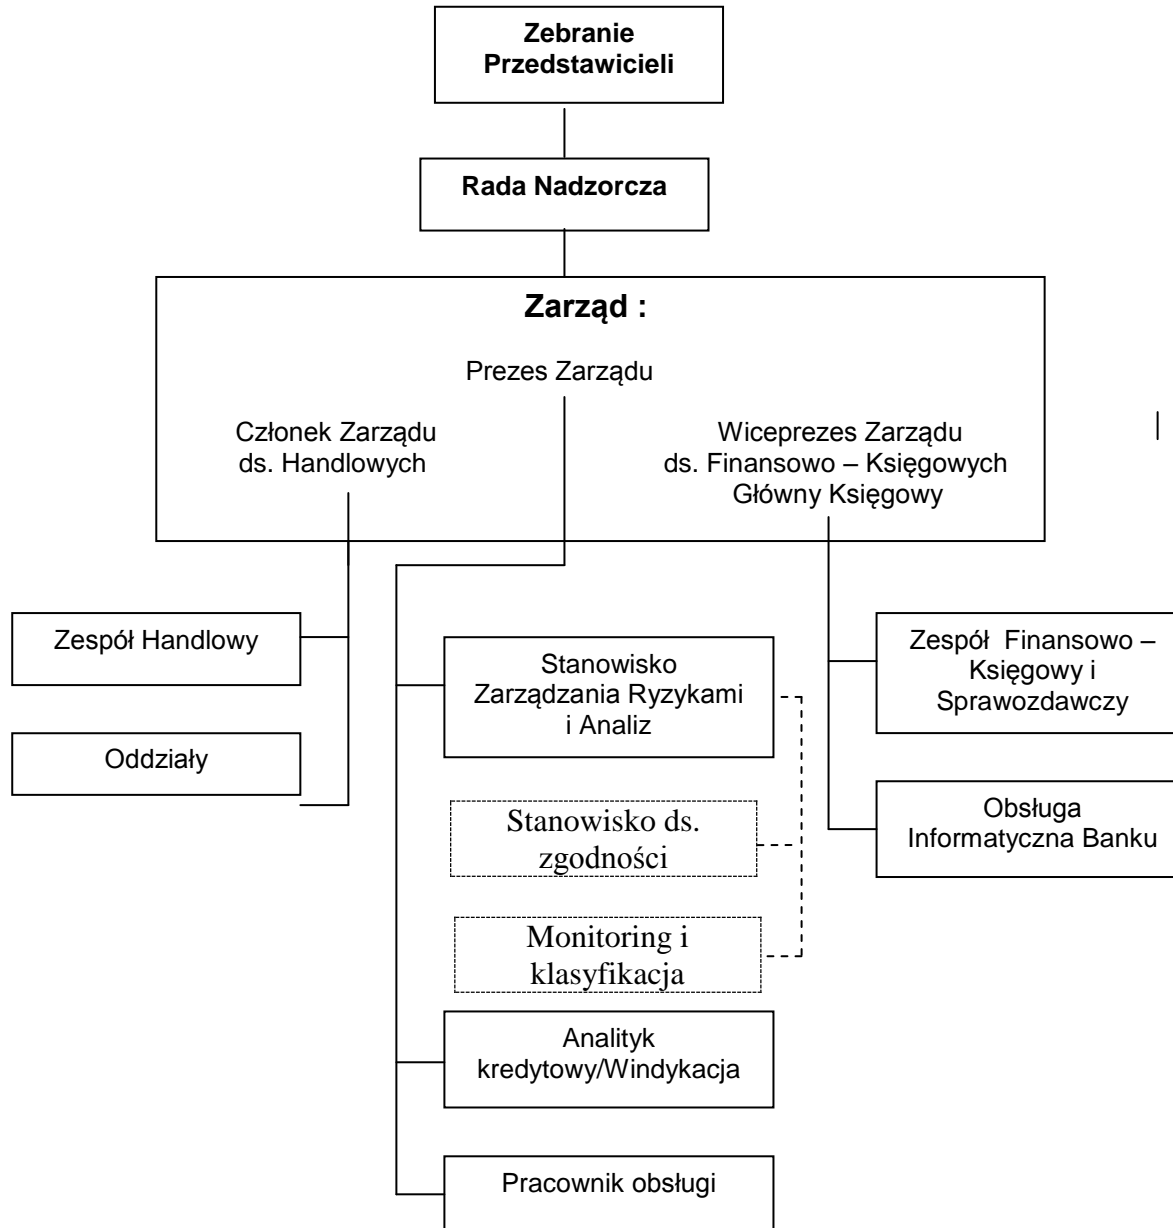 Zebranie
Przedstawicieli
Rada Nadzorcza
Zarząd :
Prezes Zarządu
Członek Zarządu
ds. Handlowych
Wiceprezes Zarządu
ds. Finansowo – Księgowych
Główny Księgowy
Zespół Handlowy
Oddziały
Stanowisko
Zarządzania Ryzykami
i Analiz
Stanowisko ds.
zgodności
Monitoring i
klasyfikacja
Analityk
kredytowy/Windykacja
Pracownik obsługi
Zespół Finansowo –
Księgowy i
Sprawozdawczy
Obsługa
Informatyczna Banku